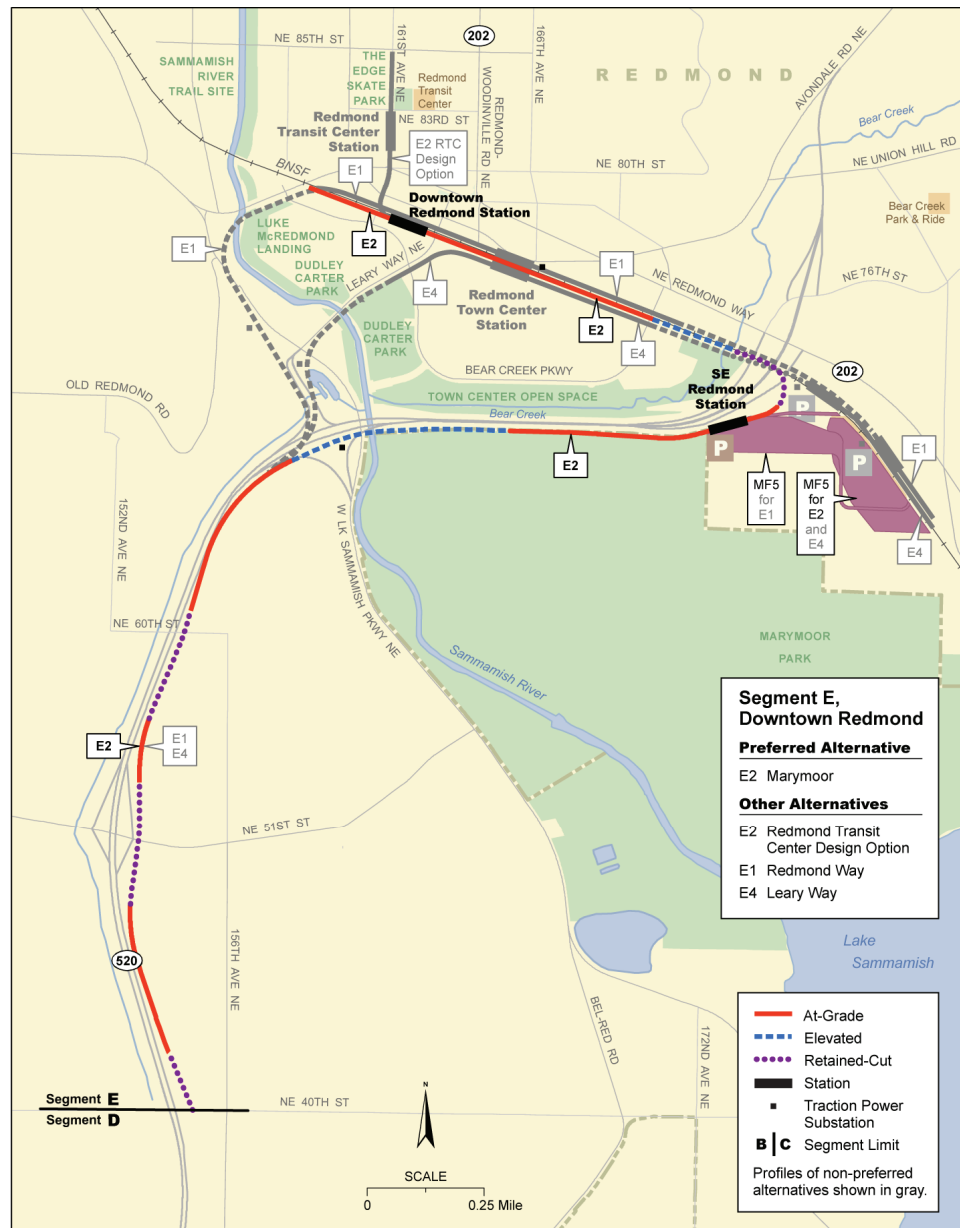 NE 85TH ST
161ST AVE NE
202
166TH AVE NE
AVONDALE RD NE
SAMMAMISH
RIVER
TRAIL SITE
THE
EDGE
SKATE
PARK
Redmond
Transit
Center
REDMOND-
WOODINVILLE RD NE
REDMOND
Redmond
Transit Center
Station
NE 83RD ST
Bear Creek
E2 RTC
Design
Option
NE 80TH ST
NE UNION HILL RD
BNSF
E1
Downtown
Redmond Station
Bear Creek
Park & Ride
E1
LUKE
McREDMOND
LANDING
E2
LEARY WAY NE
DUDLEY
CARTER
PARK
E4
Redmond
Town Center
Station
E1
NE REDMOND WAY
NE 76TH ST
E2
E4
DUDLEY
CARTER
PARK
BEAR CREEK PKWY
SE
Redmond
Station
202
OLD REDMOND RD
TOWN CENTER OPEN SPACE
Bear Creek
P
P
P
E2
MF5
for
E1
MF5
for
E2
and
E4
E1
E4
152ND AVE NE
W LK SAMMAMISH PKWY NE
NE 60TH ST
MARYMOOR
PARK
Sammamish
River
E2
E1
E4
Segment E,
Downtown Redmond
Preferred Alternative
E2 Marymoor
Other Alternatives
E2 Redmond Transit
Center Design Option
E1 Redmond Way
E4 Leary Way
NE 51ST ST
156TH AVE NE
520
Lake
Sammamish
BEL-RED RD
172ND AVE NE
At-Grade
Elevated
Retained-Cut
Station
Traction Power
Substation
B C Segment Limit
Profiles of non-preferred
alternatives shown in gray.
Segment E
Segment D
NE 40TH ST
N
SCALE
0 0.25 Mile